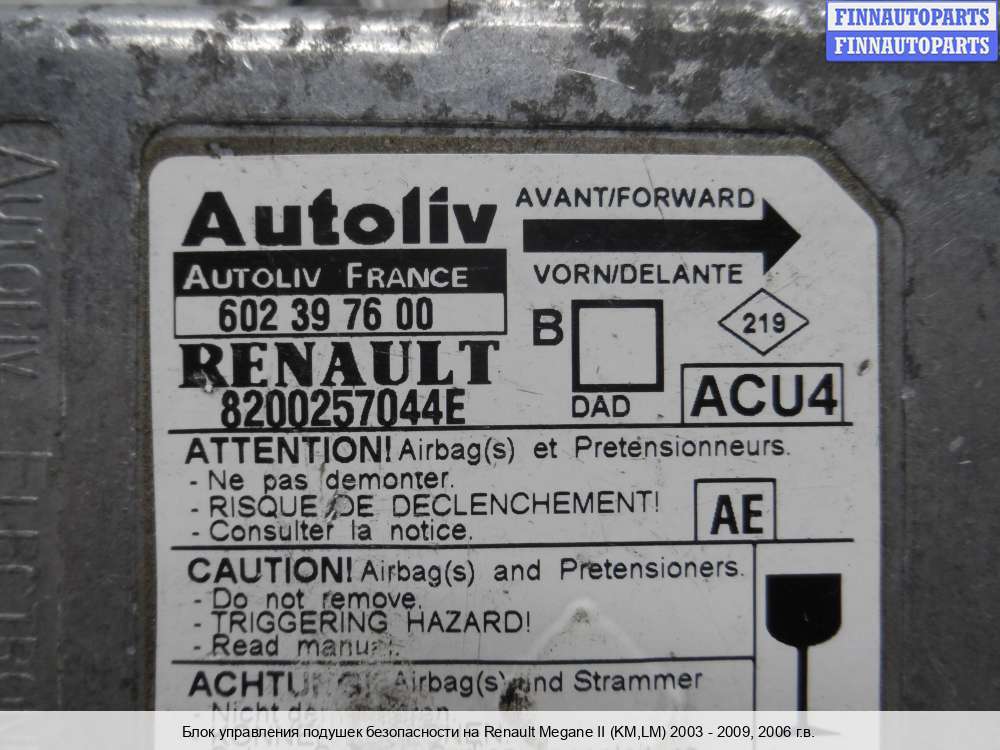 FINNAUTOPARTS
FINNAUTOPARTS
Autoliv
AVANT/FORWARD
AUTOLIV FRANCE
VORN/DELANTE
602 39 76 00
B
219
RENAULT
8200257044E
DAD
ACU4
ATTENTION! Airbag(s) et Pretensionneurs.
- Ne pas demonter.
- RISQUE DE DECLENCHEMENT!
- Consulter la notice.
AE
CAUTION! Airbag(s) and Pretensioners.
- Do not remove.
- TRIGGERING HAZARD!
- Read manual.
ACHTUNG! Airbag(s) und Strammer
- Nicht
Блок управления подушек безопасности на Renault Megane II (KM,LM) 2003 - 2009, 2006 г.в.